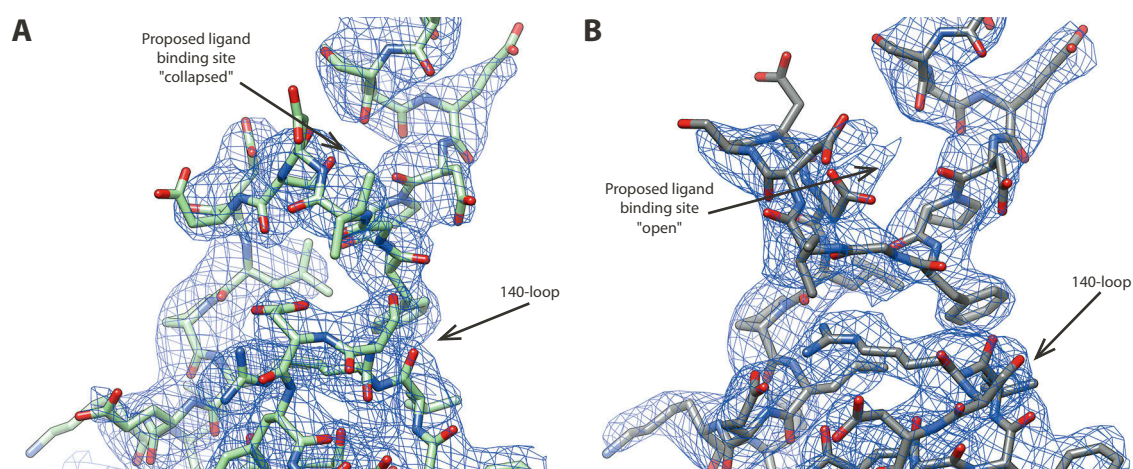 A
Proposed ligand
binding site
"collapsed"
140-loop
B
Proposed ligand
binding site
"open"
140-loop